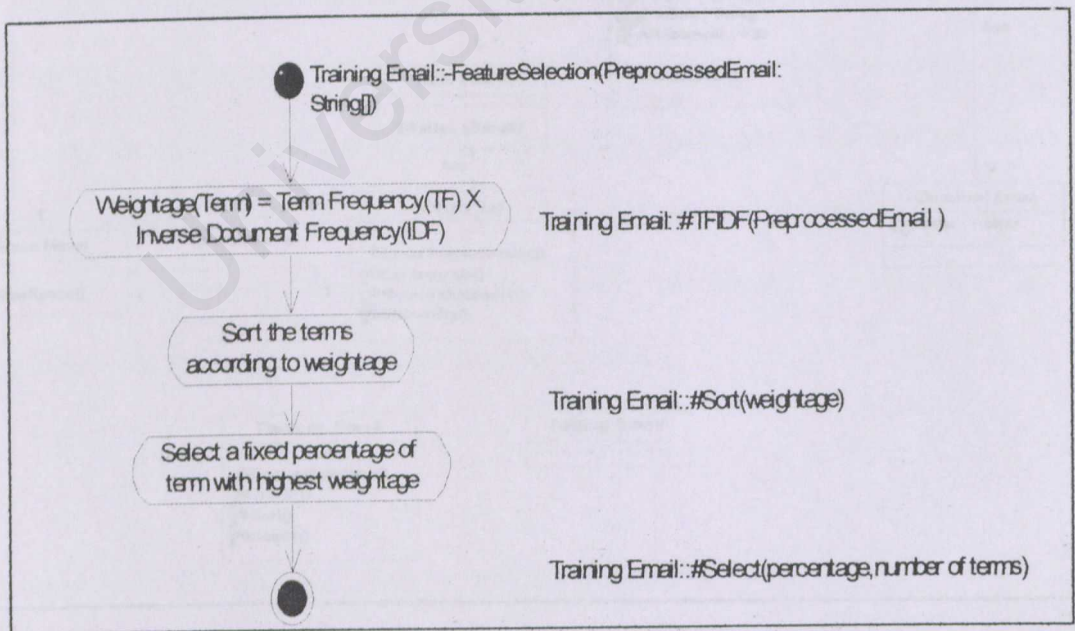 Training Email::-FeatureSelection(PreprocessedEmail:
String[])
Weightage(Term) = Term Frequency(TF) X
Inverse Document Frequency(IDF)
Training Email: :#TFIDF(PreprocessedEmail )
Sort the terms
according to weightage
Training Email::#Sort(weightage)
Select a fixed percentage of
term with highest weightage
Training Email::#Select(percentage,number of terms)